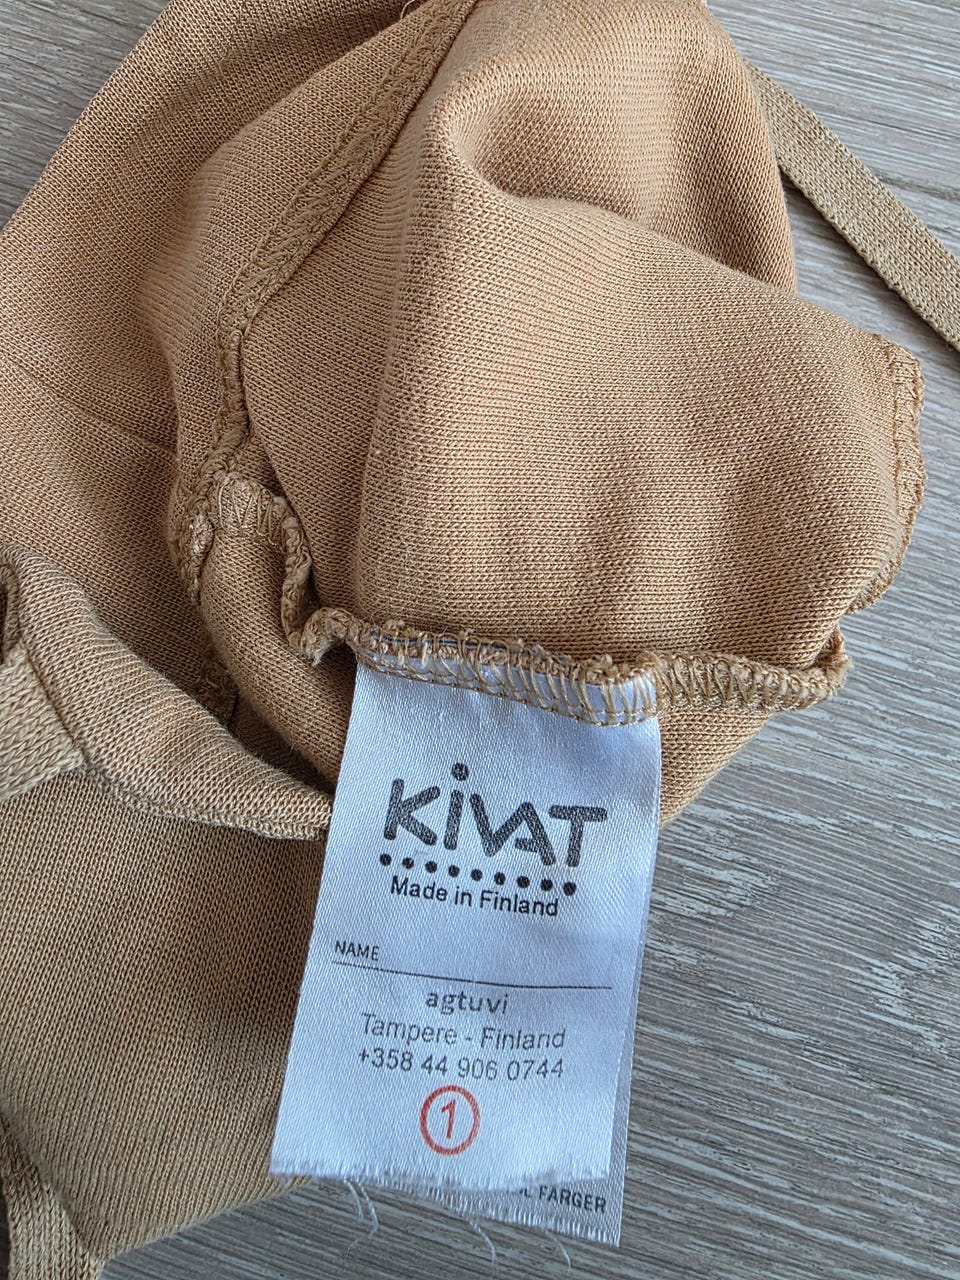 KIVAT
Made in Finland
NAME
agtuvi
Tampere - Finland
+358 44 906 0744
1
FARGER